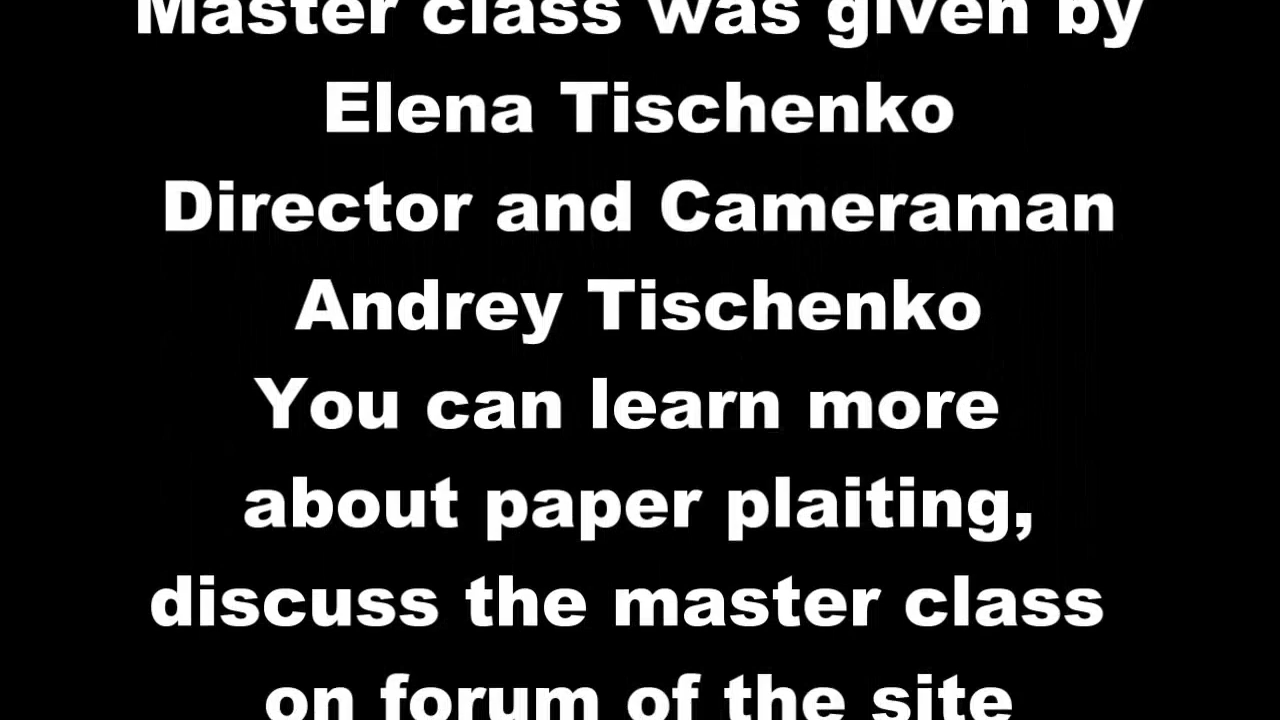 Master class was given by
Elena Tischenko
Director and Cameraman
Andrey Tischenko
You can learn more
about paper plaiting,
discuss the master class
on forum of the site